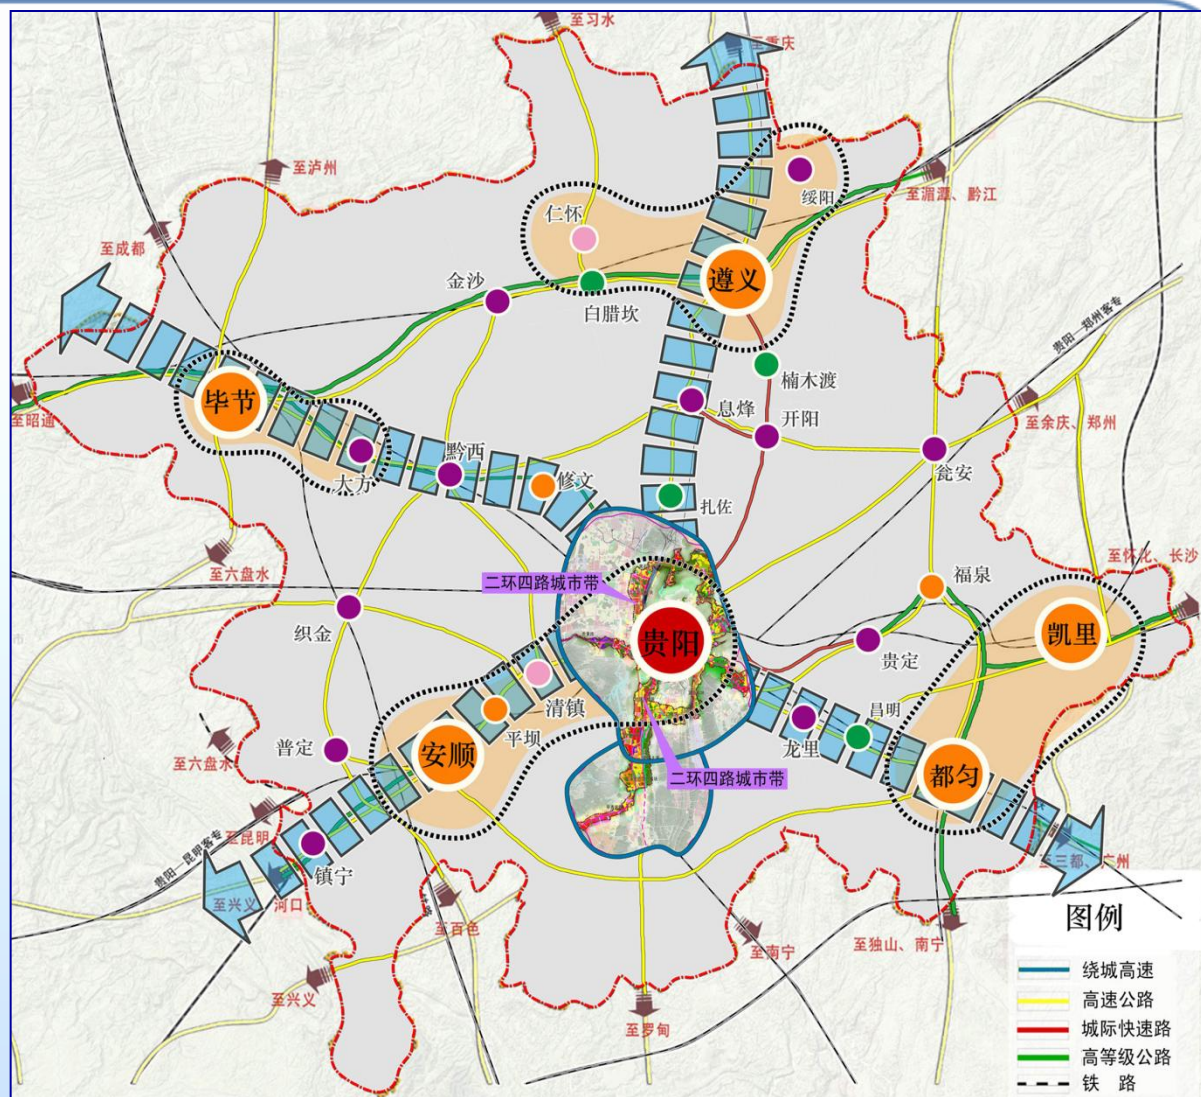 至习水
至重庆
至泸州
绥阳
至湄潭、黔江
仁怀
至成都
遵义
金沙
白腊坎
贵阳—郑州客专
楠木渡
毕节
息烽
开阳
至昭通
至余庆、郑州
黔西
瓮安
大方
修文
扎佐
至怀化、长沙
至六盘水
二环四路城市带
福泉
织金
贵阳
凯里
贵定
清镇
昌明
平坝
龙里
普定
安顺
至六盘水
二环四路城市带
都匀
至昆明
贵阳—昆明客专
至三都、广州
镇宁
至兴义
河口
图例
至百色
至独山、南宁
至南宁
绕城高速
至兴义
高速公路
至罗甸
城际快速路
高等级公路
铁 路